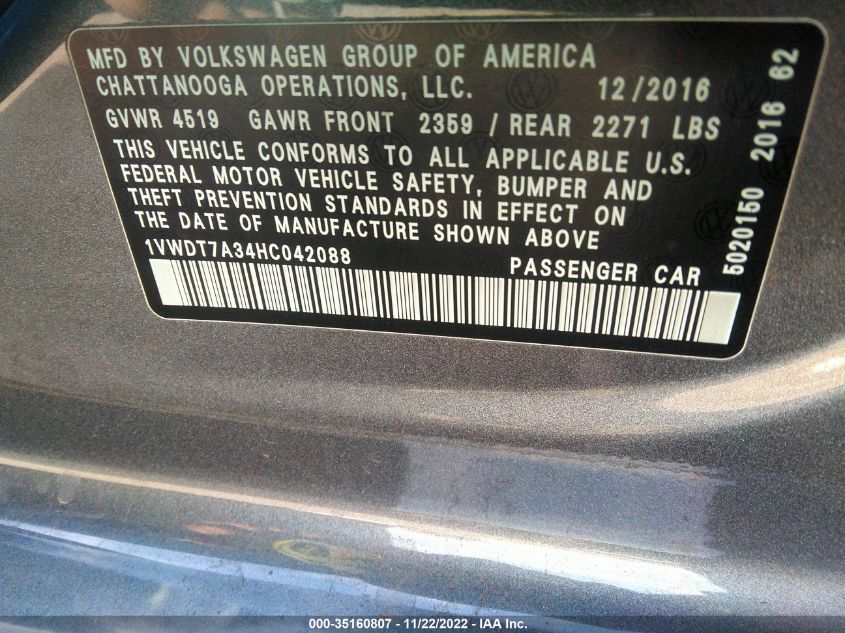 MFD BY VOLKSWAGEN GROUP OF AMERICA
CHATTANOOGA OPERATIONS, LLC. 12/2016
GVWR 4519 GAWR FRONT 2359 / REAR 2271 LBS
THIS VEHICLE CONFORMS TO ALL APPLICABLE U.S.
FEDERAL MOTOR VEHICLE SAFETY, BUMPER AND
THEFT PREVENTION STANDARDS IN EFFECT ON
THE DATE OF MANUFACTURE SHOWN ABOVE
1VWDT7A34HC042088 PASSENGER CAR
5020150 2016 62
000-35160807 - 11/22/2022 - IAA Inc.